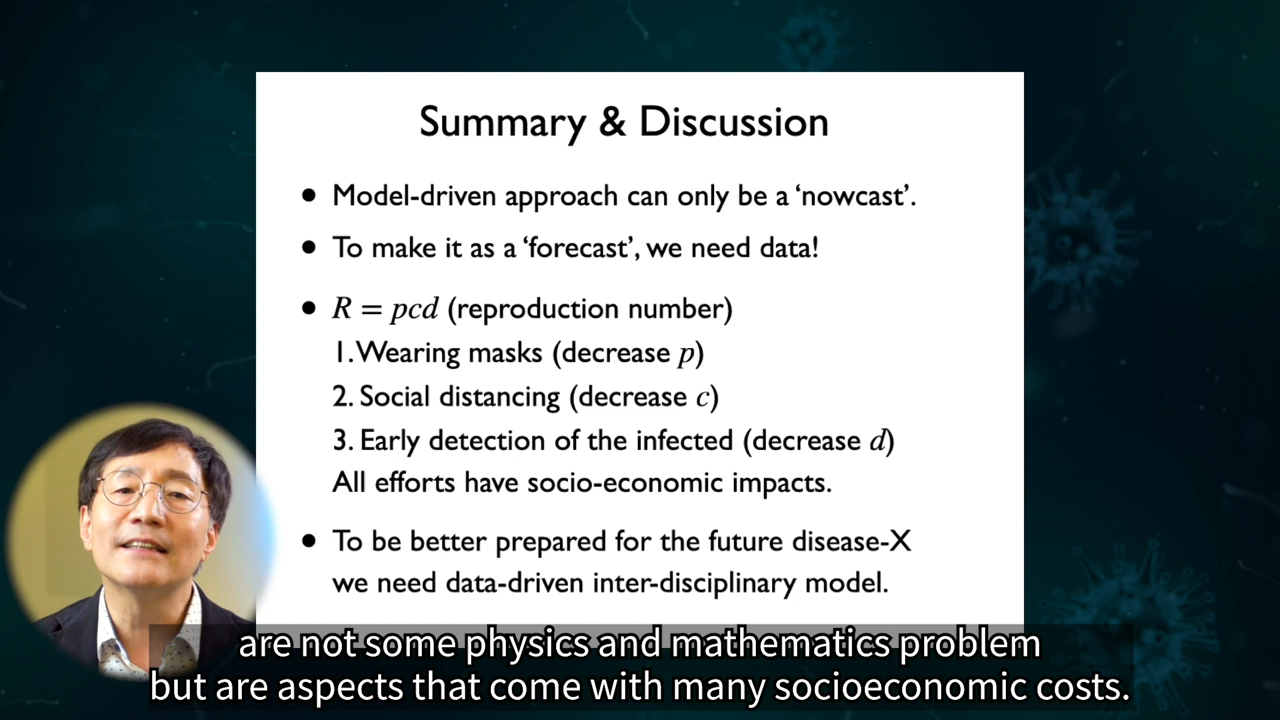 Summary & Discussion
• Model-driven approach can only be a ‘nowcast’.
• To make it as a ‘forecast’, we need data!
• R = pcd (reproduction number)
1. Wearing masks (decrease p)
2. Social distancing (decrease c)
3. Early detection of the infected (decrease d)
All efforts have socio-economic impacts.
• To be better prepared for the future disease-X
we need data-driven inter-disciplinary model.
are not some physics and mathematics problem
but are aspects that come with many socioeconomic costs.